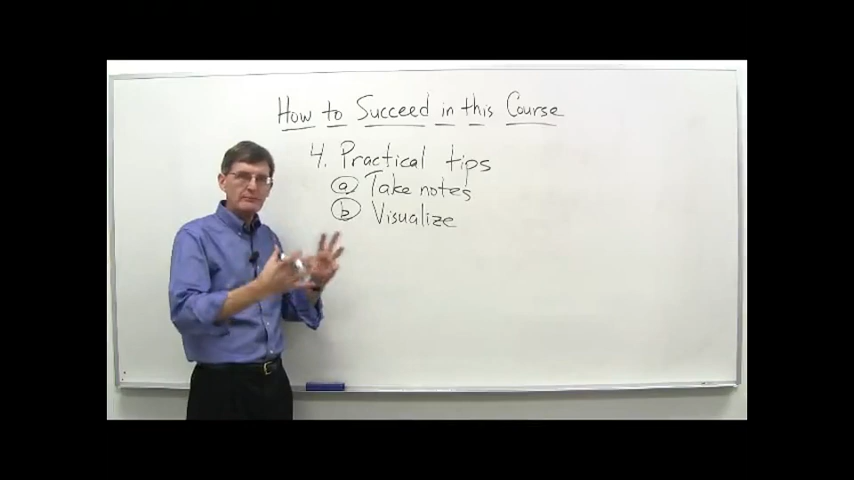 How to Succeed in this Course
4. Practical tips
a Take notes
b Visualize